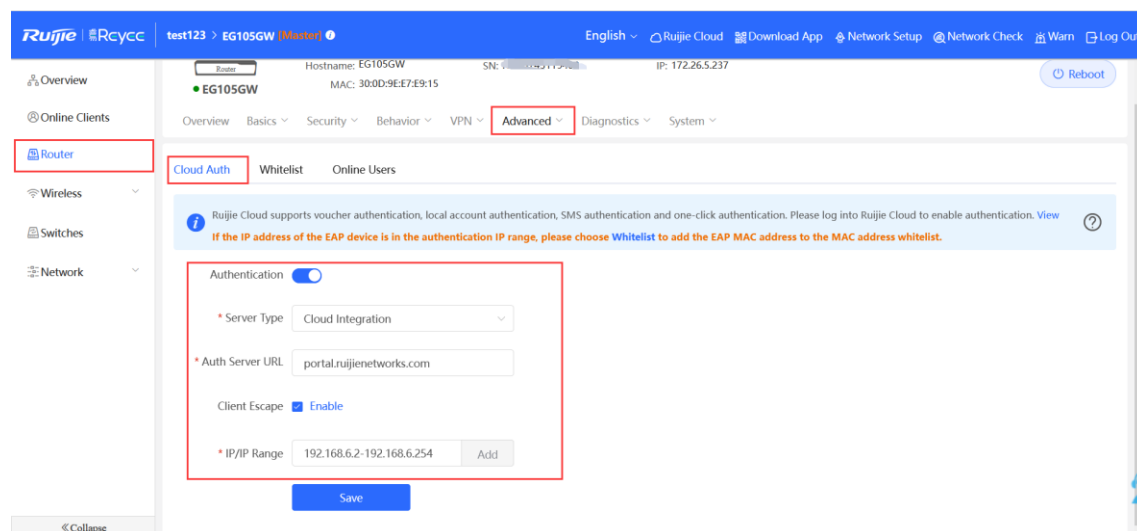 Ruijie Reyee test123 > EG105GW [Master] English Ruijie Cloud Download App Network Setup Network Check Warn Log Out
Overview
Online Clients
Router
Wireless
Switches
Network
Collapse
Router
Hostname: EG105GW SN: IP: 172.26.5.237
EG105GW MAC: 30:0D:9E:E7:E9:15
Reboot
Overview Basics Security Behavior VPN Advanced Diagnostics System
Cloud Auth Whitelist Online Users
Ruijie Cloud supports voucher authentication, local account authentication, SMS authentication and one-click authentication. Please log into Ruijie Cloud to enable authentication. View
If the IP address of the EAP device is in the authentication IP range, please choose Whitelist to add the EAP MAC address to the MAC address whitelist.
Authentication
* Server Type Cloud Integration
* Auth Server URL portal.ruijienetworks.com
Client Escape Enable
* IP/IP Range 192.168.6.2-192.168.6.254 Add
Save